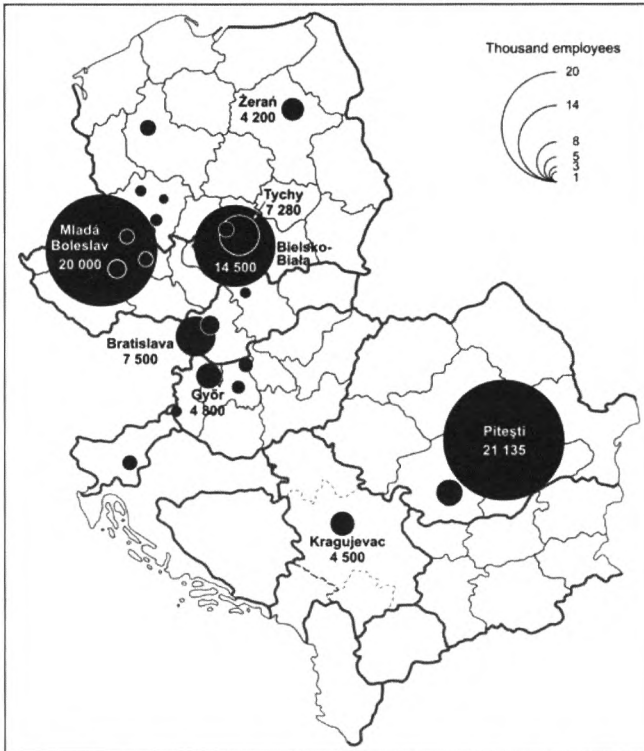 Thousand employees
20
14
8
5
3
1
Żerań
4 200
Tychy
7 280
Mladá
Boleslav
20 000
Bielsko-
Biała
14 500
Bratislava
7 500
Győr
4 800
Piteşti
21 135
Kragujevac
4 500